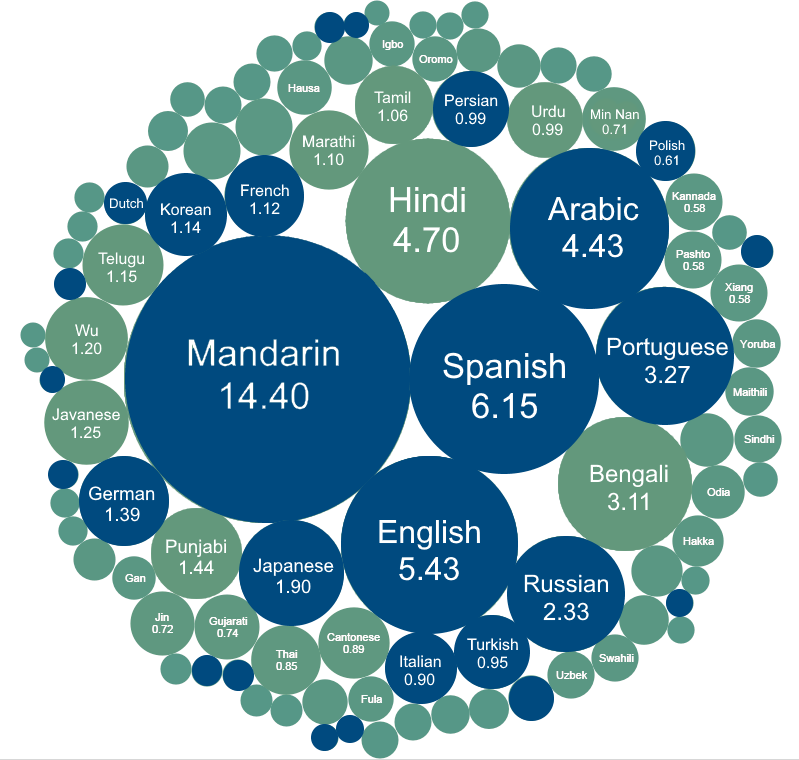 Igbo
Oromo
Hausa
Tamil
1.06
Persian
0.99
Urdu
0.99
Min Nan
0.71
Marathi
1.10
Polish
0.61
Hindi
4.70
Arabic
4.43
French
1.12
Dutch
Korean
1.14
Kannada
0.58
Telugu
1.15
Pashto
0.58
Xiang
0.58
Wu
1.20
Mandarin
14.40
Spanish
6.15
Portuguese
3.27
Yoruba
Maithili
Javanese
1.25
Sindhi
Bengali
3.11
Odia
German
1.39
English
5.43
Hakka
Punjabi
1.44
Japanese
1.90
Russian
2.33
Gan
Jin
0.72
Gujarati
0.74
Cantonese
0.89
Thai
0.85
Italian
0.90
Turkish
0.95
Swahili
Uzbek
Fula